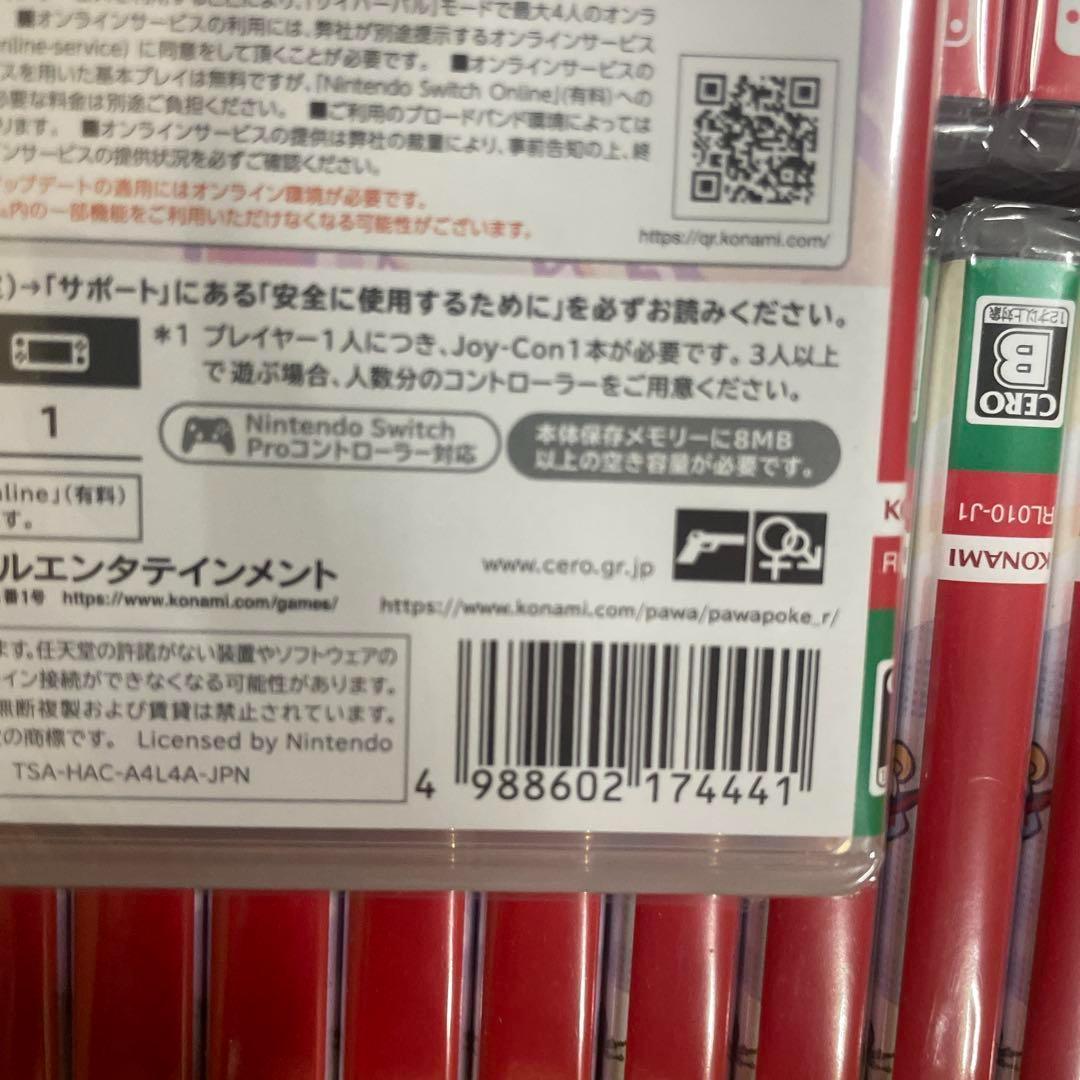 「サイバーバル」モードで最大4人のオンラ
■オンラインサービスの利用には、弊社が別途提示するオンラインサービス
online-service) に同意をして頂くことが必要です。 ■オンラインサービスの
スを用いた基本プレイは無料ですが、「Nintendo Switch Online」(有料)への
必要な料金は別途ご負担ください。 ■ご利用のブロードバンド環境によっては
ります。 ■オンラインサービスの提供は弊社の裁量により、事前告知の上、終
インサービスの提供状況を必ずご確認ください。
ップデートの適用にはオンライン環境が必要です。
内の一部機能をご利用いただけなくなる可能性がございます。
https://qr.konami.com/
)→「サポート」にある「安全に使用するために」を必ずお読みください。
*1 プレイヤー1人につき、Joy-Con1本が必要です。3人以上
で遊ぶ場合、人数分のコントローラーをご用意ください。
1
Nintendo Switch
Proコントローラー対応
本体保存メモリーに8MB
以上の空き容量が必要です。
nline」(有料)
す。
www.cero.gr.jp
ルエンタテインメント
番1号 https://www.konami.com/games/
https://www.konami.com/pawa/pawapoke_r/
ます。任天堂の許諾がない装置やソフトウェアの
イン接続ができなくなる可能性があります。
無断複製および賃貸は禁止されています。
の商標です。 Licensed by Nintendo
TSA-HAC-A4L4A-JPN
4 988602 174441
CERO
B
12才以上対象
RL010-J1
KONAMI